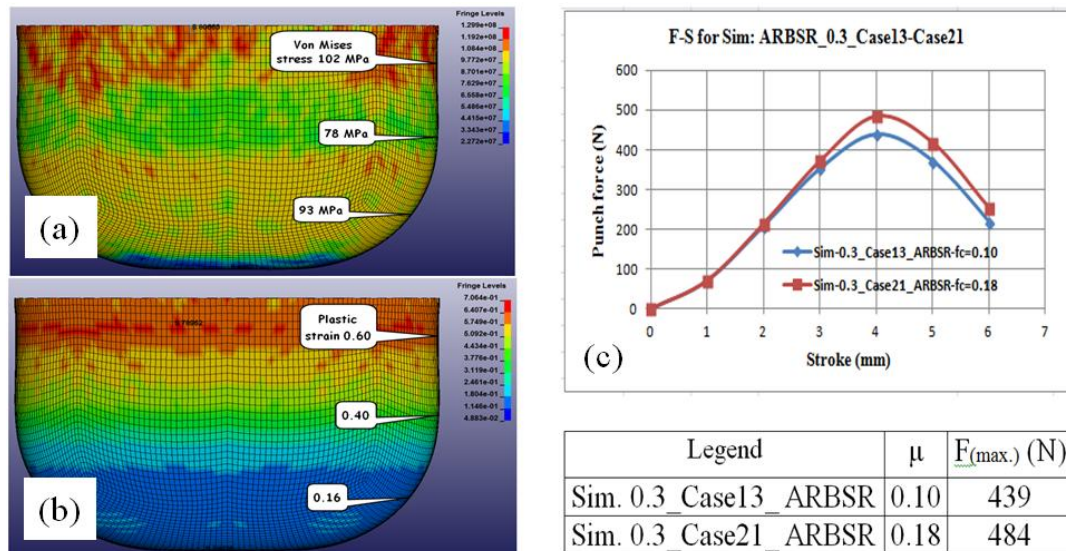 Fringe Levels
1.299e+08
1.192e+08
1.084e+08
9.772e+07
8.701e+07
7.629e+07
6.558e+07
5.486e+07
4.415e+07
3.343e+07
2.272e+07
Von Mises
stress 102 MPa
78 MPa
93 MPa
(a)
Fringe Levels
7.064e-01
6.407e-01
5.749e-01
5.092e-01
4.434e-01
3.776e-01
3.119e-01
2.461e-01
1.804e-01
1.146e-01
4.883e-02
Plastic
strain 0.60
0.40
0.16
(b)
F-S for Sim: ARBSR_0.3_Case13-Case21
600
500
400
300
200
100
0
Punch force (N)
Sim-0.3_Case13_ARBSR-fc=0.10
Sim-0.3_Case21_ARBSR-fc=0.18
0 1 2 3 4 5 6 7
Stroke (mm)
(c)
Legend μ F(max.) (N)
Sim. 0.3_Case13_ARBSR 0.10 439
Sim. 0.3_Case21_ARBSR 0.18 484